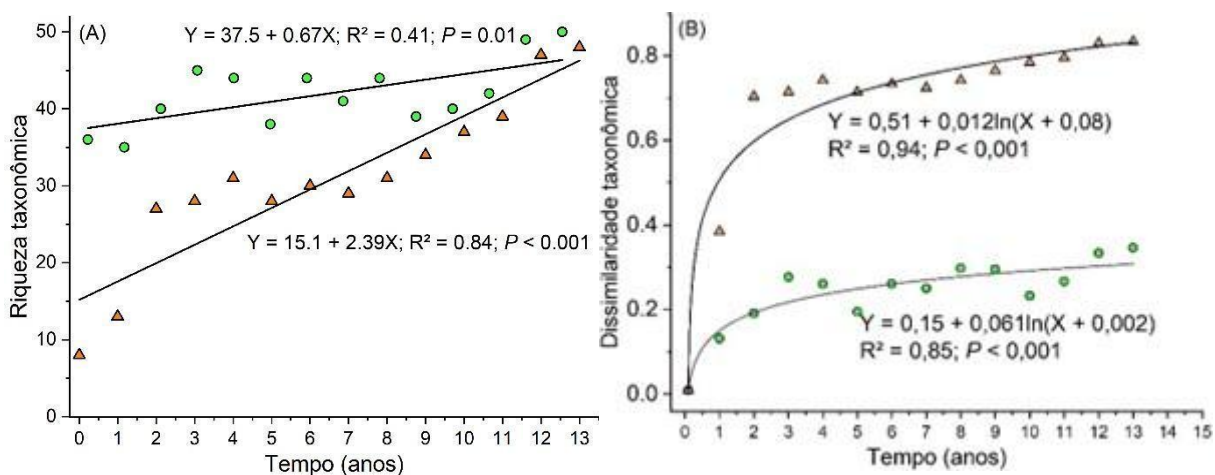 (A)
Y = 37.5 + 0.67X; R² = 0.41; P = 0.01
Y = 15.1 + 2.39X; R² = 0.84; P < 0.001
Riqueza taxonômica
50
40
30
20
10
0
0 1 2 3 4 5 6 7 8 9 10 11 12 13
Tempo (anos)
(B)
Y = 0,51 + 0,012ln(X + 0,08)
R² = 0,94; P < 0,001
Y = 0,15 + 0,061ln(X + 0,002)
R² = 0,85; P < 0,001
Dissimilaridade taxonômica
0.8
0.6
0.4
0.2
0.0
0 1 2 3 4 5 6 7 8 9 10 11 12 13 14 15
Tempo (anos)